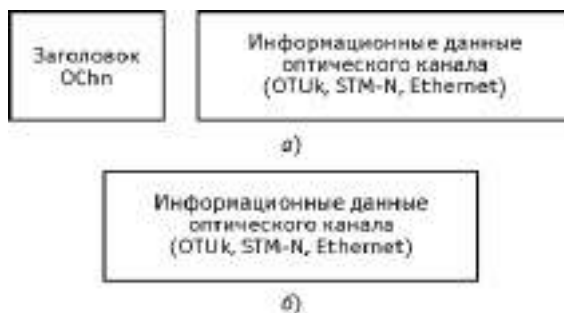 Заголовок
OChn
Информационные данные
оптического канала
(OTUk, STM-N, Ethernet)
а)
Информационные данные
оптического канала
(OTUk, STM-N, Ethernet)
б)